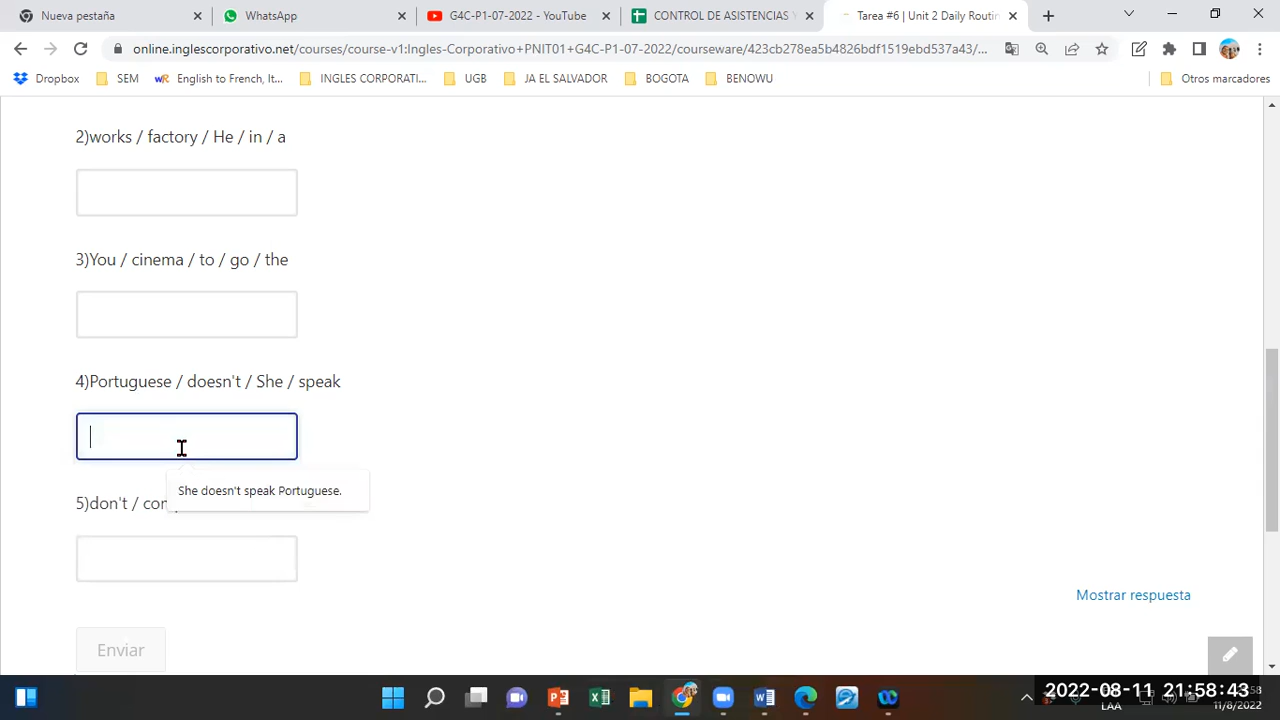 Nueva pestaña
WhatsApp
G4C-P1-07-2022 - YouTube
CONTROL DE ASISTENCIAS Y
Tarea #6 | Unit 2 Daily Routin
online.inglescorporativo.net/courses/course-v1:Ingles-Corporativo+PNIT01+G4C-P1-07-2022/courseware/423cb278ea5b4826bdf1519ebd537a43/...
Dropbox
SEM
English to French, It...
INGLES CORPORATI...
UGB
JA EL SALVADOR
BOGOTA
BENOWU
Otros marcadores
2)works / factory / He / in / a
3)You / cinema / to / go / the
4)Portuguese / doesn't / She / speak
She doesn't speak Portuguese.
5)don't /
Mostrar respuesta
Enviar
2022-08-11 21:58:43
LAA
11/8/2022